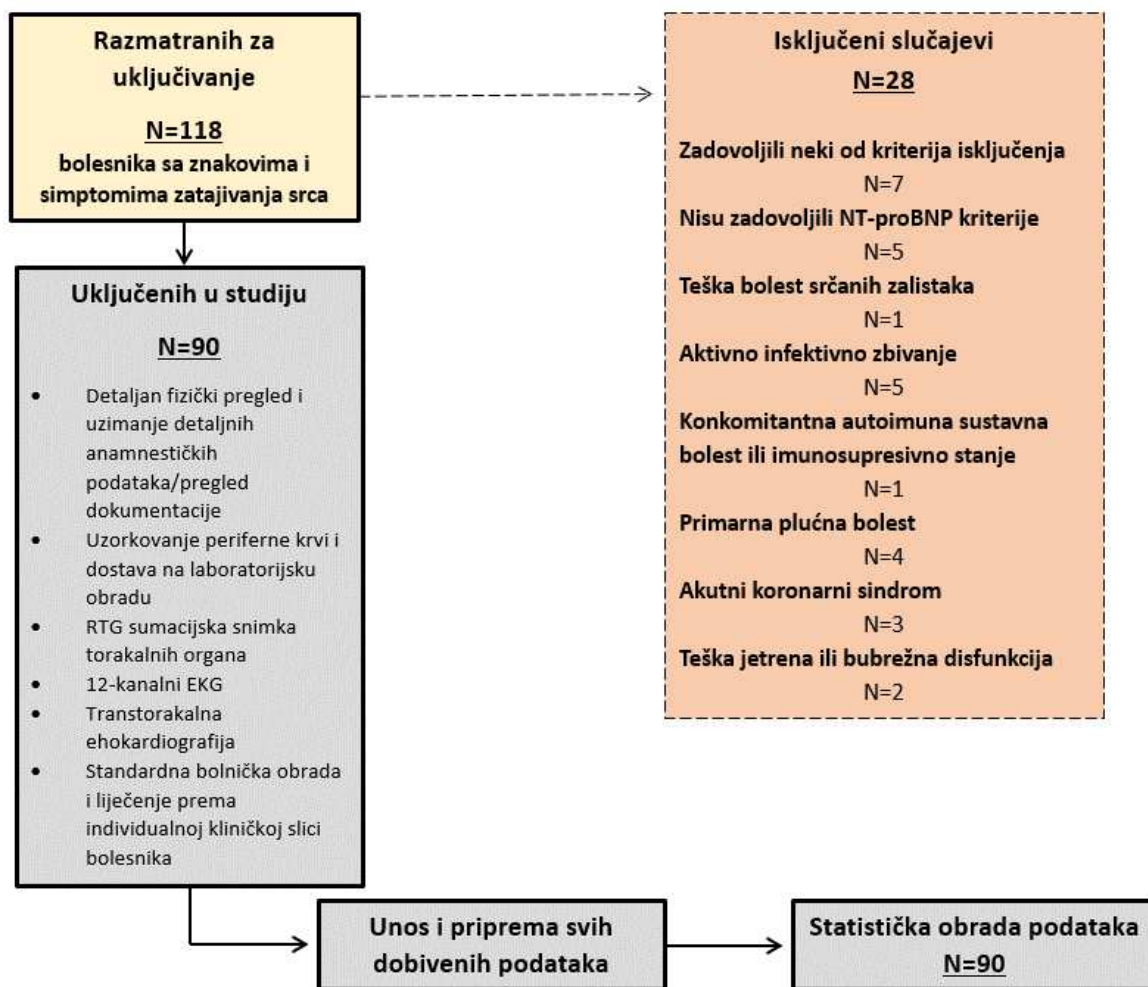 Razmatranih za
uključivanje
N=118
bolesnika sa znakovima i
simptomima zatajivanja srca
Isključeni slučajevi
N=28
Zadovoljili neki od kriterija isključenja
N=7
Nisu zadovoljili NT-proBNP kriterije
N=5
Teška bolest srčanih zalistaka
N=1
Aktivno infektivno zbivanje
N=5
Konkomitantna autoimuna sustavna
bolest ili imunosupresivno stanje
N=1
Primarna plućna bolest
N=4
Akutni koronarni sindrom
N=3
Teška jetrena ili bubrežna disfunkcija
N=2
Uključenih u studiju
N=90
• Detaljan fizički pregled i
uzimanje detaljnih
anamnestičkih
podataka/pregled
dokumentacije
• Uzorkovanje periferne krvi i
dostava na laboratorijsku
obradu
• RTG sumacijska snimka
torakalnih organa
• 12-kanalni EKG
• Transtorakalna
ehokardiografija
• Standardna bolnička obrada
i liječenje prema
individualnoj kliničkoj slici
bolesnika
Unos i priprema svih
dobivenih podataka
Statistička obrada podataka
N=90